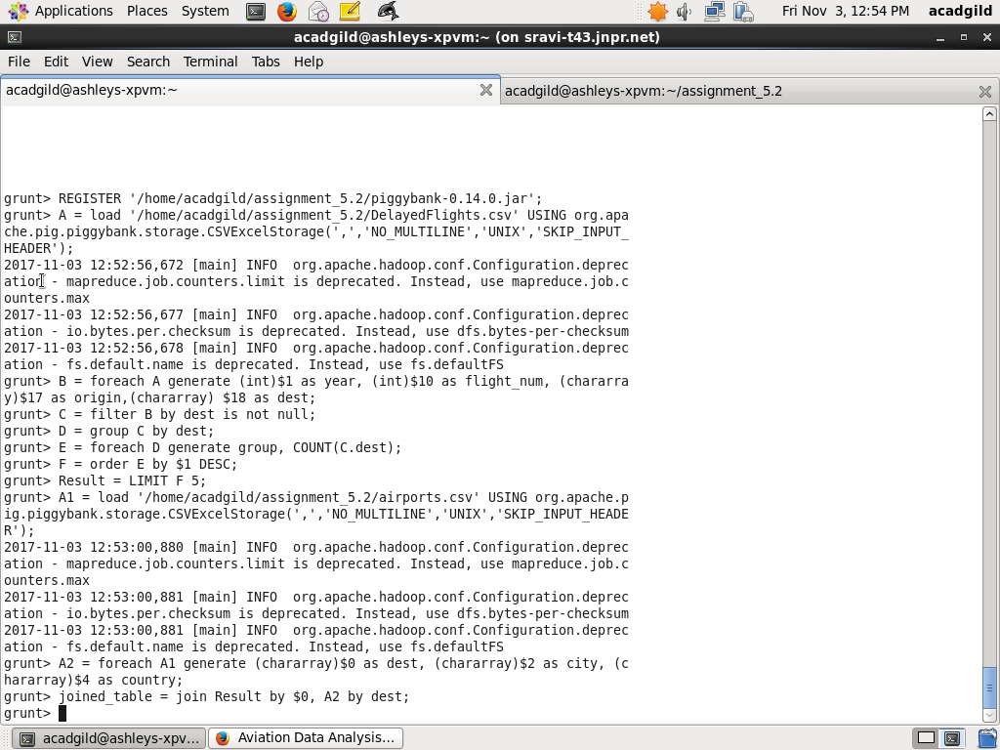 Applications Places System
Fri Nov 3, 12:54 PM acadgild
acadgild@ashleys-xpvm:~ (on sravi-t43.jnpr.net)
File Edit View Search Terminal Tabs Help
acadgild@ashleys-xpvm:~
acadgild@ashleys-xpvm:~/assignment_5.2
grunt> REGISTER '/home/acadgild/assignment_5.2/piggybank-0.14.0.jar';
grunt> A = load '/home/acadgild/assignment_5.2/DelayedFlights.csv' USING org.apa
che.pig.piggybank.storage.CSVExcelStorage(',','NO_MULTILINE','UNIX','SKIP_INPUT_
HEADER');
2017-11-03 12:52:56,672 [main] INFO  org.apache.hadoop.conf.Configuration.deprec
ation - mapreduce.job.counters.limit is deprecated. Instead, use mapreduce.job.c
ounters.max
2017-11-03 12:52:56,677 [main] INFO  org.apache.hadoop.conf.Configuration.deprec
ation - io.bytes.per.checksum is deprecated. Instead, use dfs.bytes-per-checksum
2017-11-03 12:52:56,678 [main] INFO  org.apache.hadoop.conf.Configuration.deprec
ation - fs.default.name is deprecated. Instead, use fs.defaultFS
grunt> B = foreach A generate (int)$1 as year, (int)$10 as flight_num, (chararra
y)$17 as origin,(chararray) $18 as dest;
grunt> C = filter B by dest is not null;
grunt> D = group C by dest;
grunt> E = foreach D generate group, COUNT(C.dest);
grunt> F = order E by $1 DESC;
grunt> Result = LIMIT F 5;
grunt> A1 = load '/home/acadgild/assignment_5.2/airports.csv' USING org.apache.p
ig.piggybank.storage.CSVExcelStorage(',','NO_MULTILINE','UNIX','SKIP_INPUT_HEADE
R');
2017-11-03 12:53:00,880 [main] INFO  org.apache.hadoop.conf.Configuration.deprec
ation - mapreduce.job.counters.limit is deprecated. Instead, use mapreduce.job.c
ounters.max
2017-11-03 12:53:00,881 [main] INFO  org.apache.hadoop.conf.Configuration.deprec
ation - io.bytes.per.checksum is deprecated. Instead, use dfs.bytes-per-checksum
2017-11-03 12:53:00,881 [main] INFO  org.apache.hadoop.conf.Configuration.deprec
ation - fs.default.name is deprecated. Instead, use fs.defaultFS
grunt> A2 = foreach A1 generate (chararray)$0 as dest, (chararray)$2 as city, (c
hararray)$4 as country;
grunt> joined_table = join Result by $0, A2 by dest;
grunt>
acadgild@ashleys-xpv...
Aviation Data Analysis...